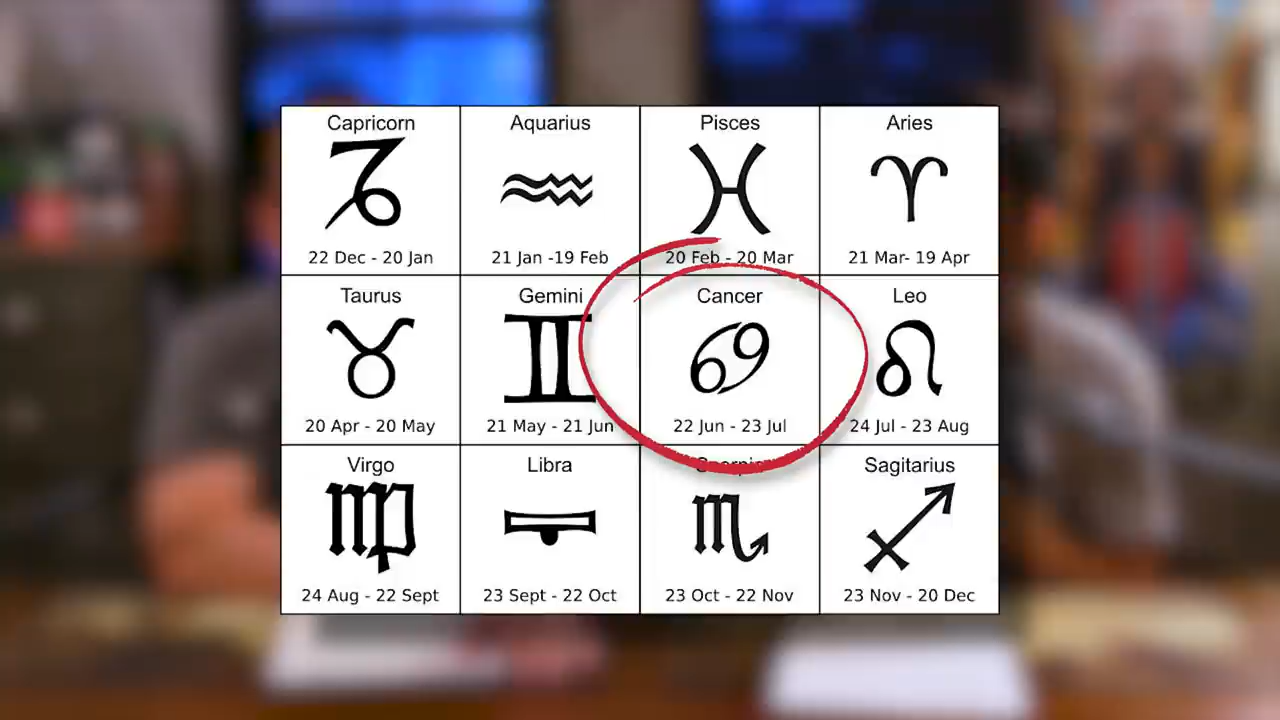 Capricorn Aquarius Pisces Aries
22 Dec - 20 Jan 21 Jan -19 Feb 20 Feb - 20 Mar 21 Mar- 19 Apr
Taurus Gemini Cancer Leo
20 Apr - 20 May 21 May - 21 Jun 22 Jun - 23 Jul 24 Jul - 23 Aug
Virgo Libra Scorpio Sagitarius
24 Aug - 22 Sept 23 Sept - 22 Oct 23 Oct - 22 Nov 23 Nov - 20 Dec